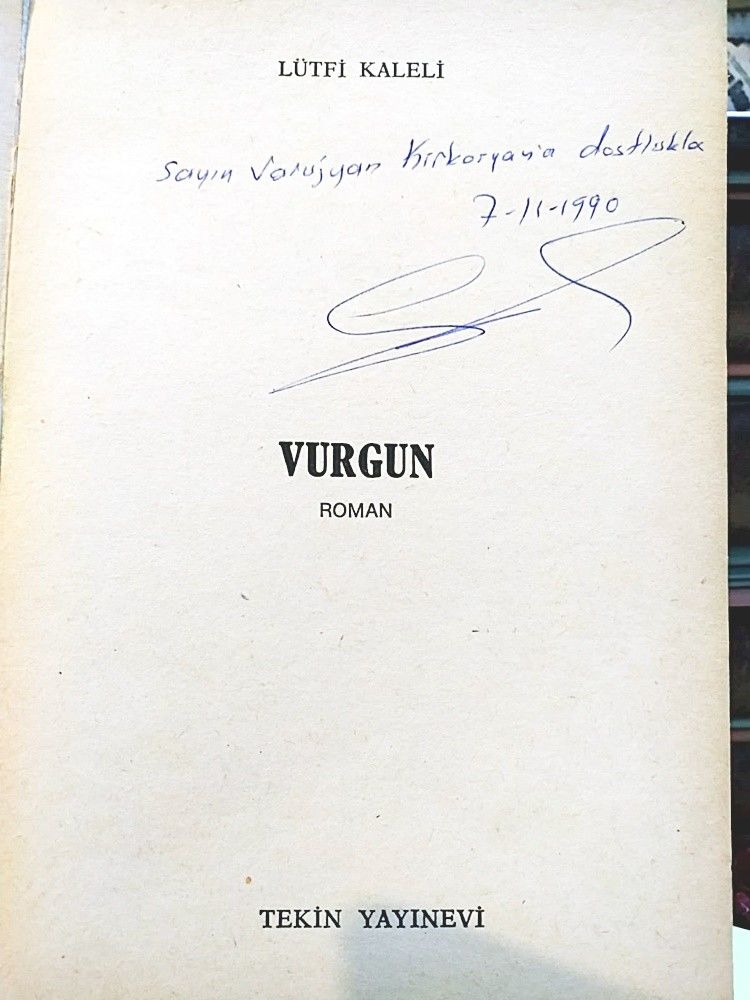 LÜTFİ KALELİ
Sayın Varujyan Kirkoryan'a dostlukla
7-11-1990
VURGUN
ROMAN
TEKİN YAYINEVİ